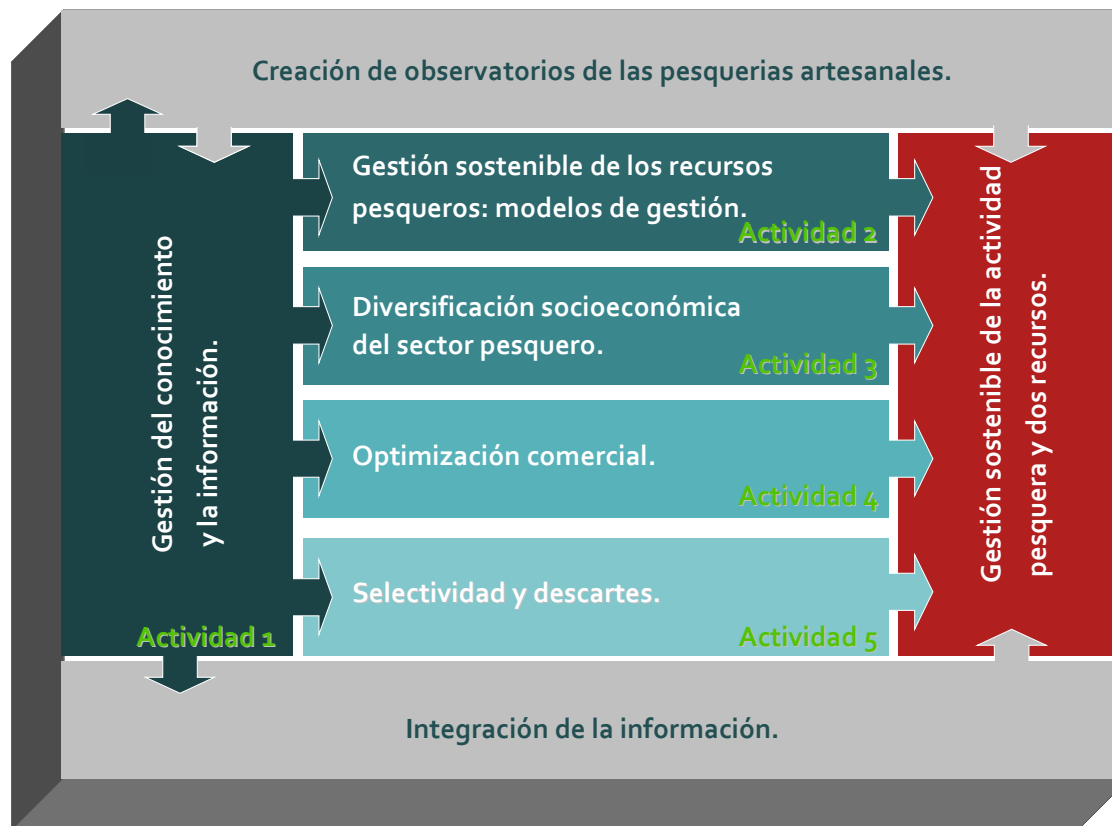 Creación de observatorios de las pesquerias artesanales.
Gestión del conocimiento
y la información.
Actividad 1
Gestión sostenible de los recursos
pesqueros: modelos de gestión.
Actividad 2
Diversificación socioeconómica
del sector pesquero.
Actividad 3
Optimización comercial.
Actividad 4
Selectividad y descartes.
Actividad 5
Gestión sostenible de la actividad
pesquera y dos recursos.
Integración de la información.